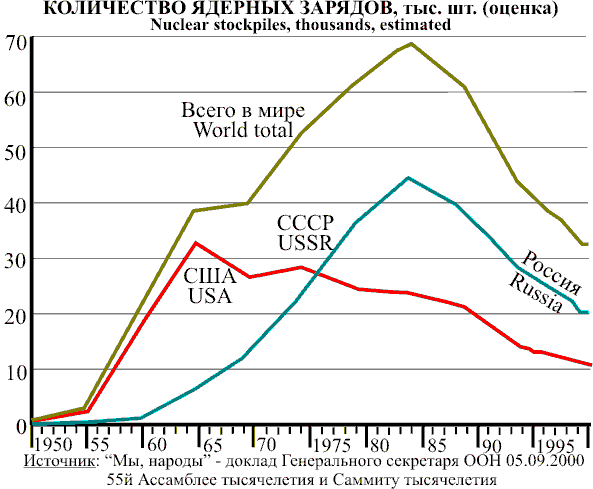 КОЛИЧЕСТВО ЯДЕРНЫХ ЗАРЯДОВ, тыс. шт. (оценка)
Nuclear stockpiles, thousands, estimated
70
60
Всего в мире
World total
50
40
СССР
USSR
30
США
USA
Россия
Russia
20
10
0
1950 55 60 65 70 1975 80 85 90 1995
Источник: “Мы, народы” - доклад Генерального секретаря ООН 05.09.2000
55й Ассамблее тысячелетия и Саммиту тысячелетия